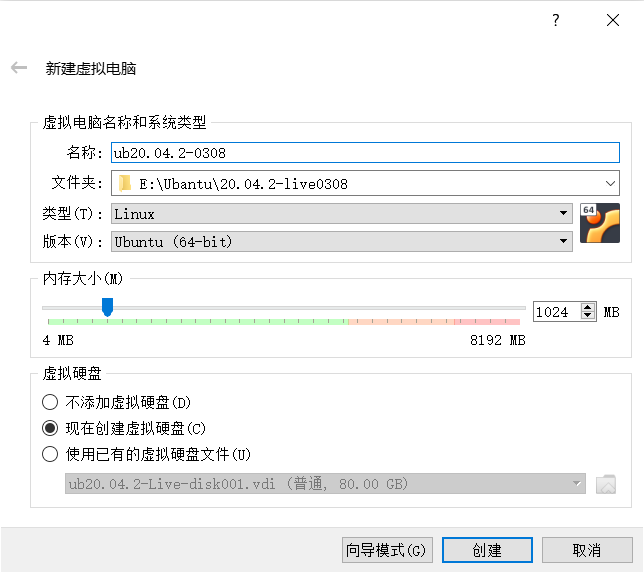 ?
新建虚拟电脑
虚拟电脑名称和系统类型
名称: ub20.04.2-0308
文件夹: E:\Ubantu\20.04.2-live0308
类型(T): Linux
64
版本(V): Ubuntu (64-bit)
内存大小(M)
1024 MB
4 MB 8192 MB
虚拟硬盘
不添加虚拟硬盘(D)
现在创建虚拟硬盘(C)
使用已有的虚拟硬盘文件(U)
ub20.04.2-Live-disk001.vdi (普通, 80.00 GB)
向导模式(G) 创建 取消